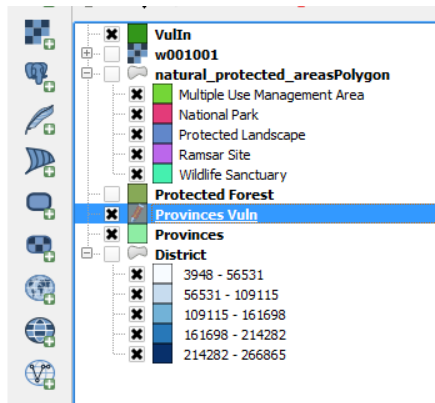 VulIn
w001001
natural_protected_areasPolygon
Multiple Use Management Area
National Park
Protected Landscape
Ramsar Site
Wildlife Sanctuary
Protected Forest
Provinces Vuln
Provinces
District
3948 - 56531
56531 - 109115
109115 - 161698
161698 - 214282
214282 - 266865